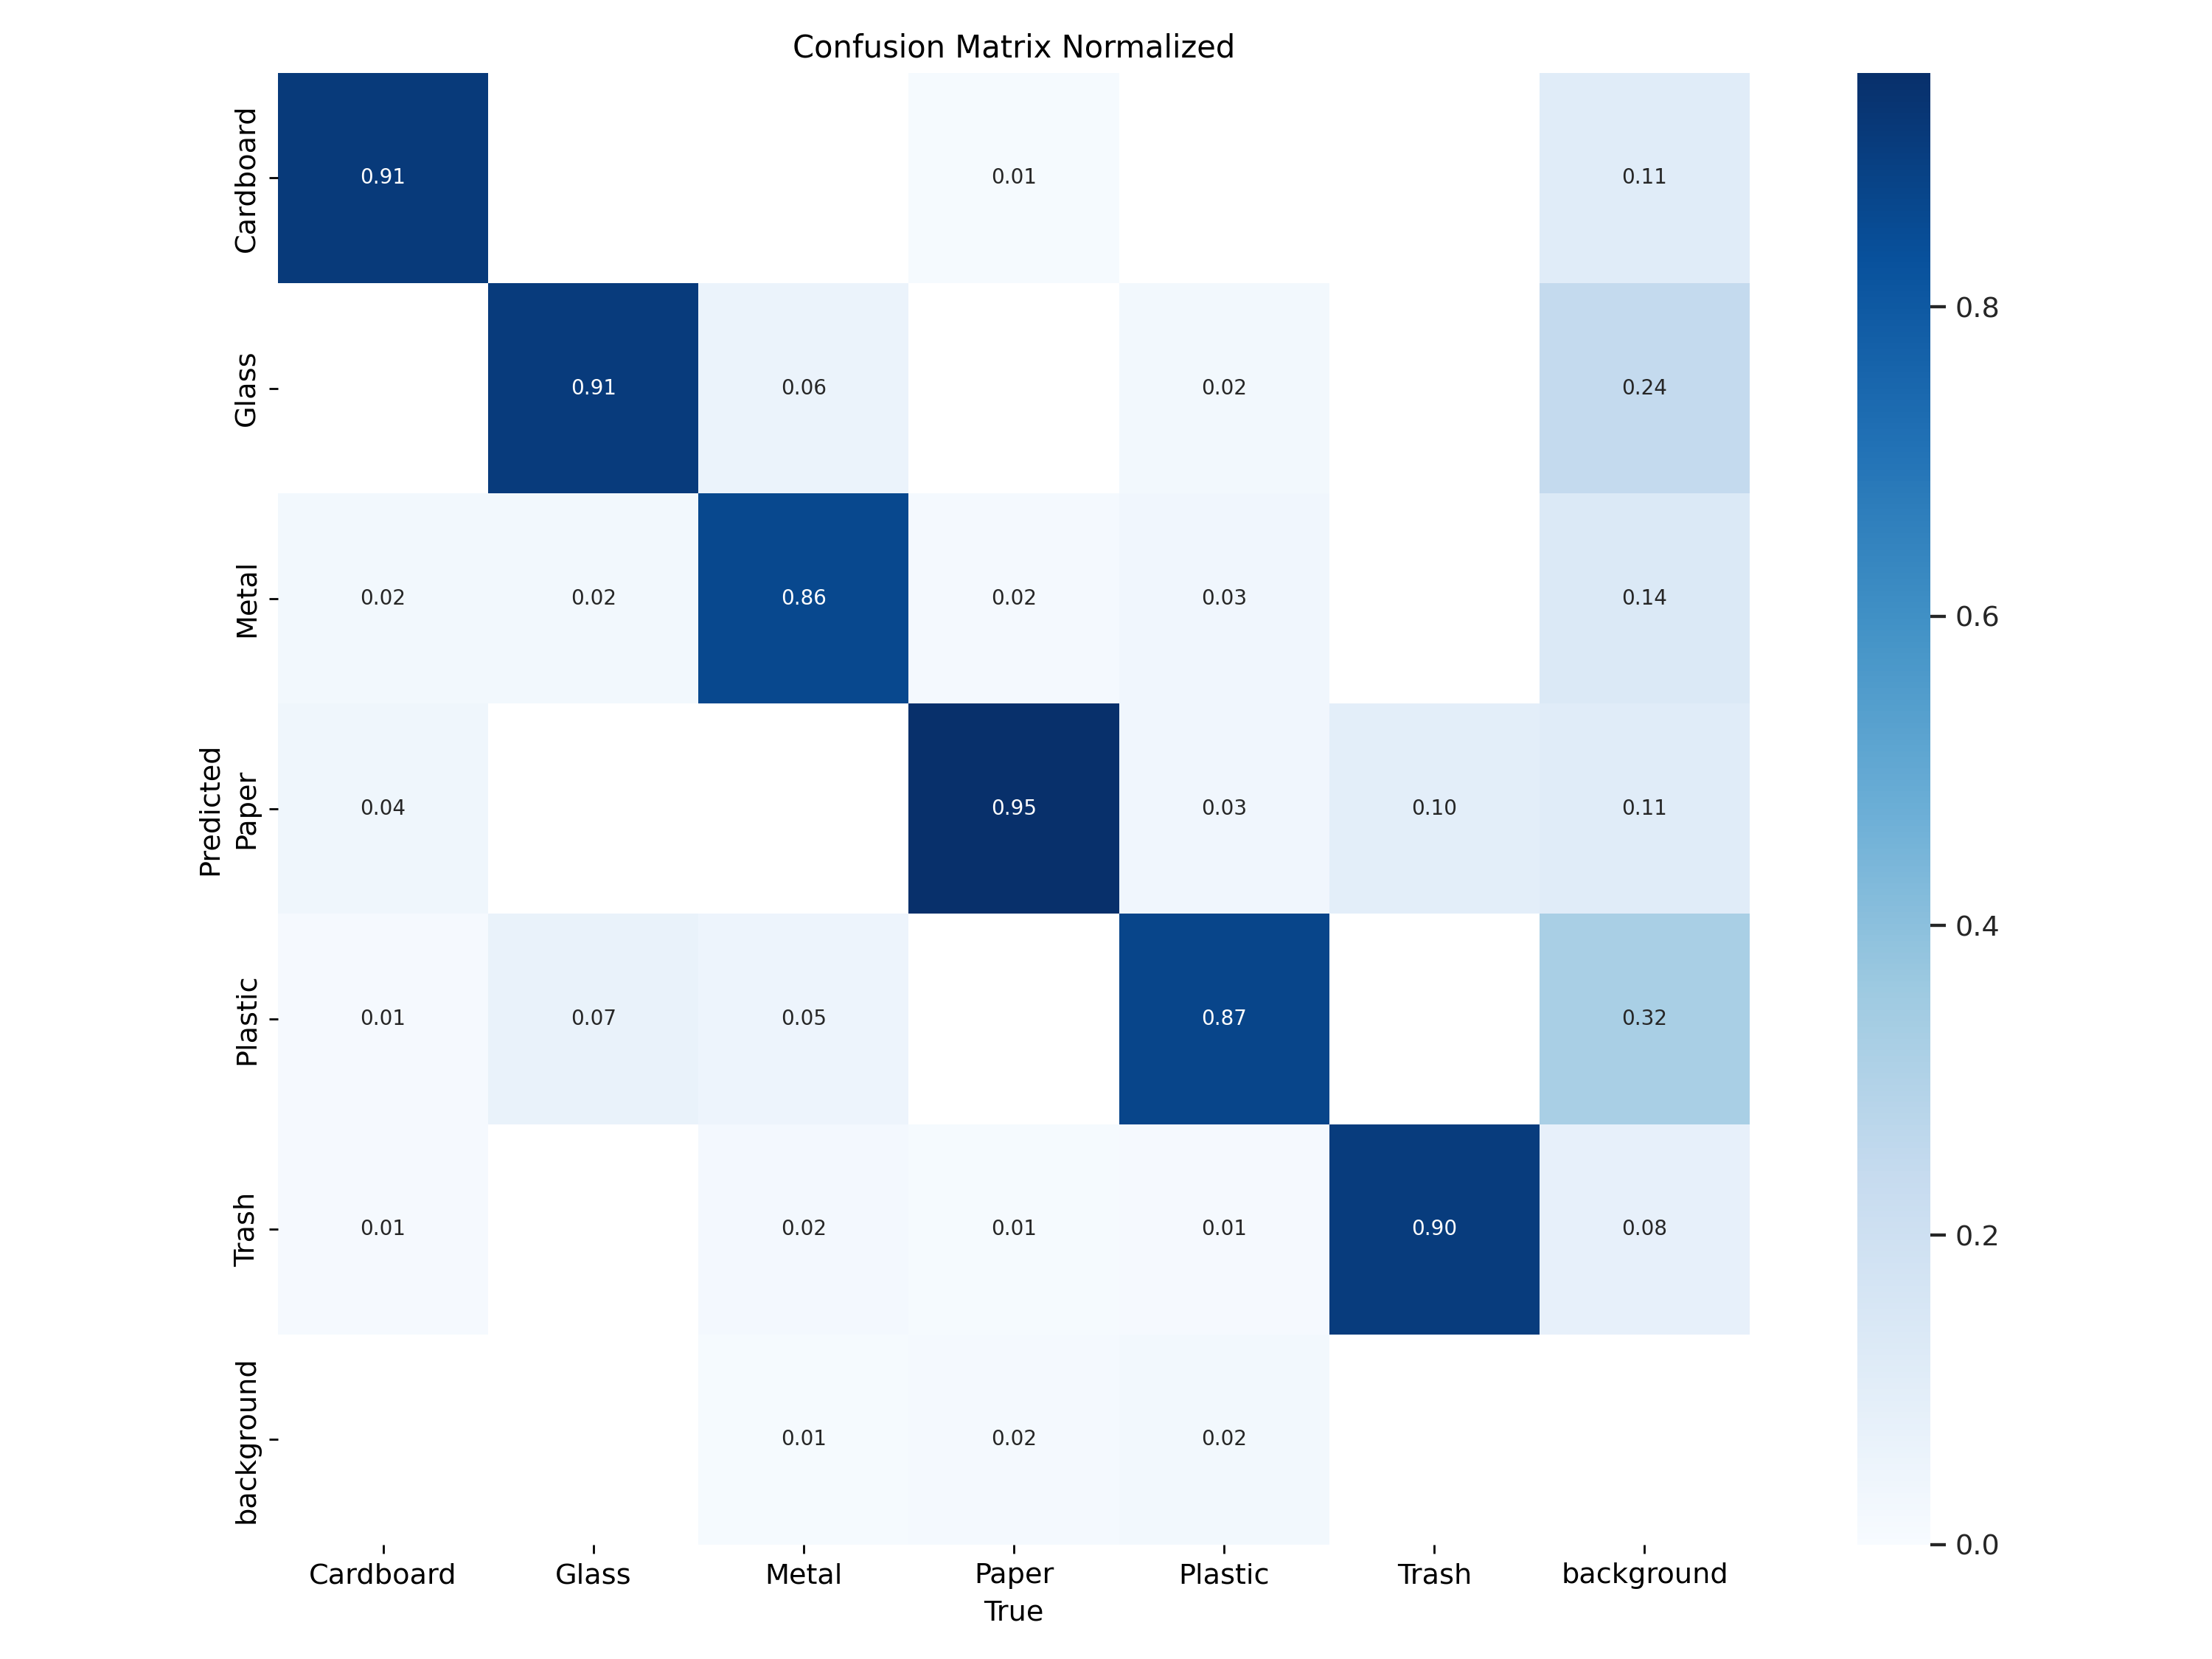 Confusion Matrix Normalized
Cardboard 0.91 0.01 0.11
Glass 0.91 0.06 0.02 0.24
Metal 0.02 0.02 0.86 0.02 0.03 0.14
Paper 0.04 0.95 0.03 0.10 0.11
Plastic 0.01 0.07 0.05 0.87 0.32
Trash 0.01 0.02 0.01 0.01 0.90 0.08
background 0.01 0.02 0.02
Predicted
Cardboard Glass Metal Paper Plastic Trash background
True
0.8
0.6
0.4
0.2
0.0